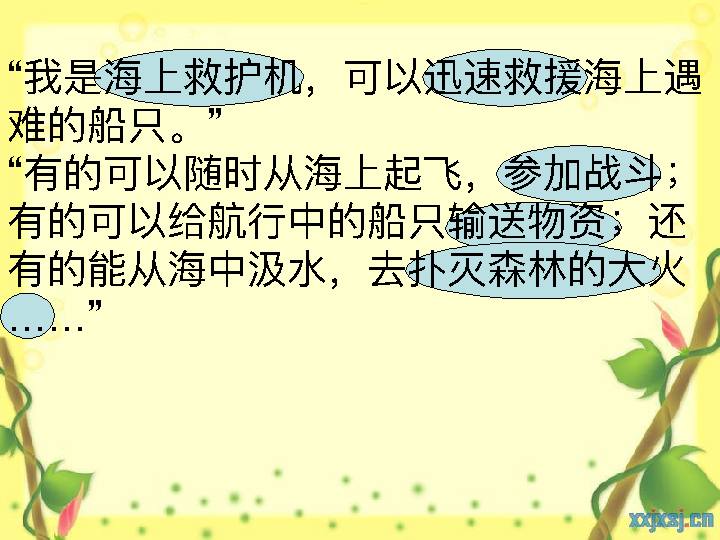 “我是海上救护机，可以迅速救援海上遇
难的船只。”
“有的可以随时从海上起飞，参加战斗；
有的可以给航行中的船只输送物资；还
有的能从海中汲水，去扑灭森林的大火
……”
xxjxsj.cn